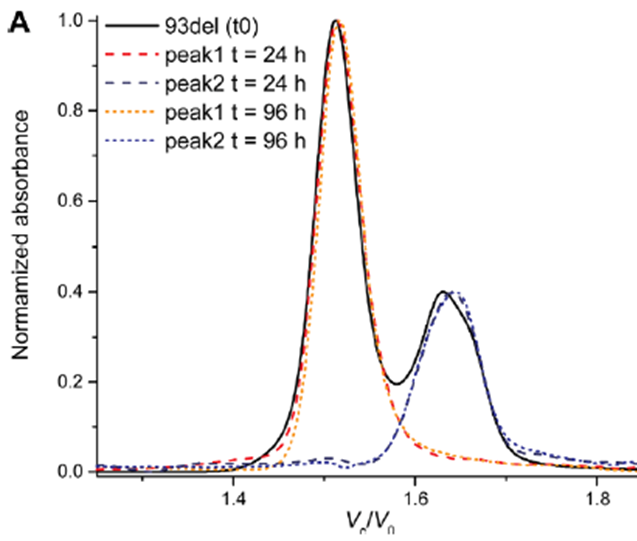 A
93del (t0)
peak1 t = 24 h
peak2 t = 24 h
peak1 t = 96 h
peak2 t = 96 h
Normamized absorbance
1.0
0.8
0.6
0.4
0.2
0.0
1.4 1.6 1.8
Ve/V0